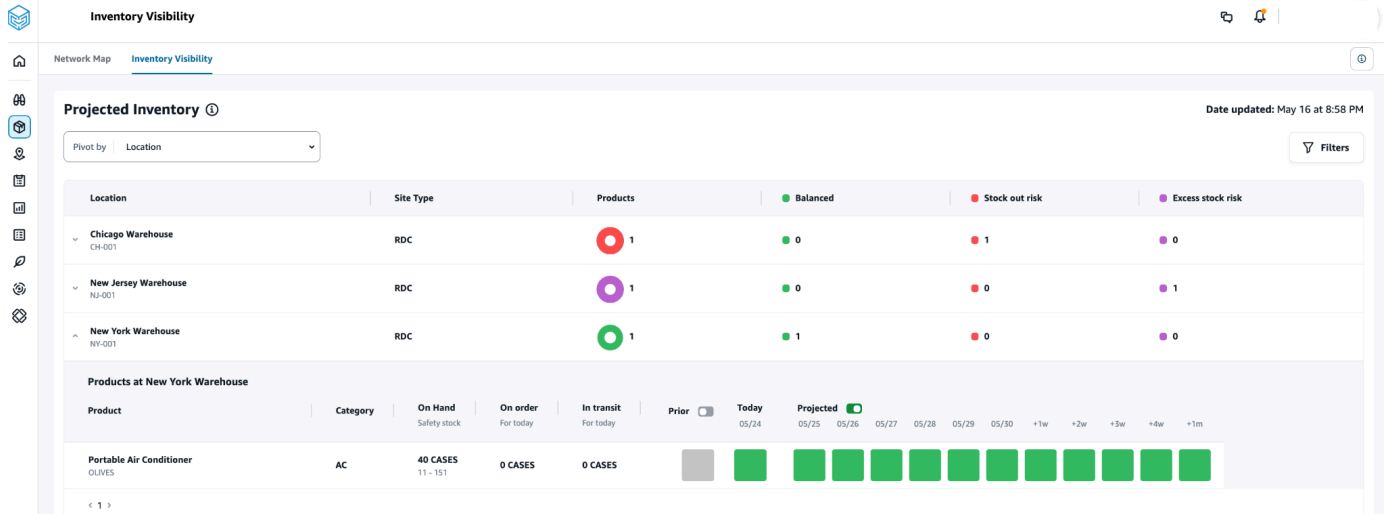 Inventory Visibility
Network Map Inventory Visibility
Projected Inventory
Date updated: May 16 at 8:58 PM
Pivot by Location
Filters
Location Site Type Products Balanced Stock out risk Excess stock risk
Chicago Warehouse
CH-001
RDC 1 0 1 0
New Jersey Warehouse
NJ-001
RDC 1 0 0 1
New York Warehouse
NY-001
RDC 1 1 0 0
Products at New York Warehouse
Product Category On Hand On order In transit Prior Today Projected
Safety stock For today For today 05/24 05/25 05/26 05/27 05/28 05/29 05/30 +1w +2w +3w +4w +1m
Portable Air Conditioner
OLIVES
AC 40 CASES 0 CASES 0 CASES
11 - 151
‹ 1 ›